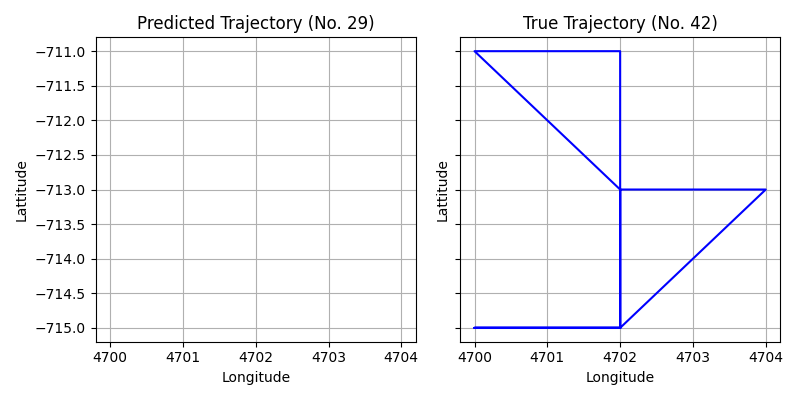 Predicted Trajectory (No. 29)
−711.0
−711.5
−712.0
−712.5
−713.0
−713.5
−714.0
−714.5
−715.0
Lattitude
4700 4701 4702 4703 4704
Longitude
True Trajectory (No. 42)
Lattitude
4700 4701 4702 4703 4704
Longitude